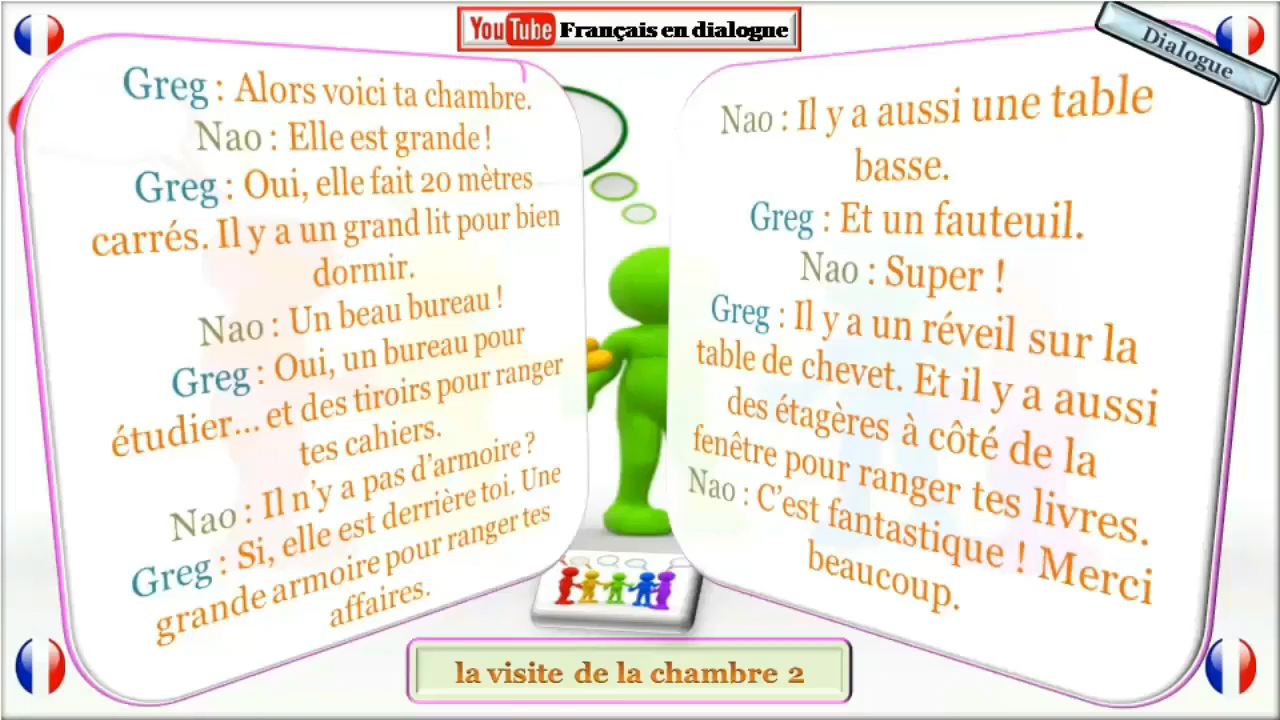 YouTube Français en dialogue
Dialogue
Greg : Alors voici ta chambre.
Nao : Elle est grande !
Greg : Oui, elle fait 20 mètres
carrés. Il y a un grand lit pour bien
dormir.
Nao : Un beau bureau !
Greg : Oui, un bureau pour
étudier... et des tiroirs pour ranger
tes cahiers.
Nao : Il n'y a pas d'armoire ?
Greg : Si, elle est derrière toi. Une
grande armoire pour ranger tes
affaires.
Nao : Il y a aussi une table
basse.
Greg : Et un fauteuil.
Nao : Super !
Greg : Il y a un réveil sur la
table de chevet. Et il y a aussi
des étagères à côté de la
fenêtre pour ranger tes livres.
Nao : C'est fantastique ! Merci
beaucoup.
la visite de la chambre 2